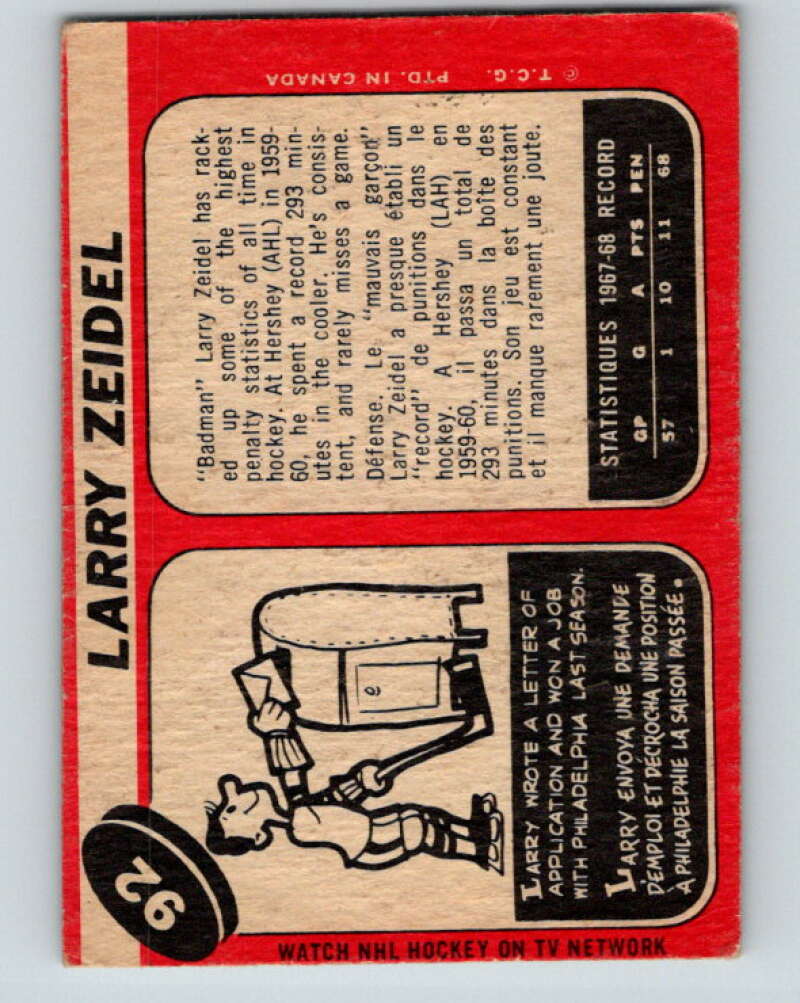 92
LARRY ZEIDEL
WATCH NHL HOCKEY ON TV NETWORK
LARRY WROTE A LETTER OF
APPLICATION AND WON A JOB
WITH PHILADELPHIA LAST SEASON.
LARRY ENVOYA UNE DEMANDE
D'EMPLOI ET DÉCROCHA UNE POSITION
À PHILADELPHIE LA SAISON PASSÉE.
"Badman" Larry Zeidel has rack-
ed up some of the highest
penalty statistics of all time in
hockey. At Hershey (AHL) in 1959-
60, he spent a record 293 min-
utes in the cooler. He's consis-
tent, and rarely misses a game.
Défense. Le "mauvais garçon"
Larry Zeidel a presque établi un
"record" de punitions dans le
hockey. A Hershey (LAH) en
1959-60, il passa un total de
293 minutes dans la boîte des
punitions. Son jeu est constant
et il manque rarement une joute.
STATISTIQUES 1967-68 RECORD
GP G A PTS PEN
57 1 10 11 68
© T.C.G. PTD. IN CANADA